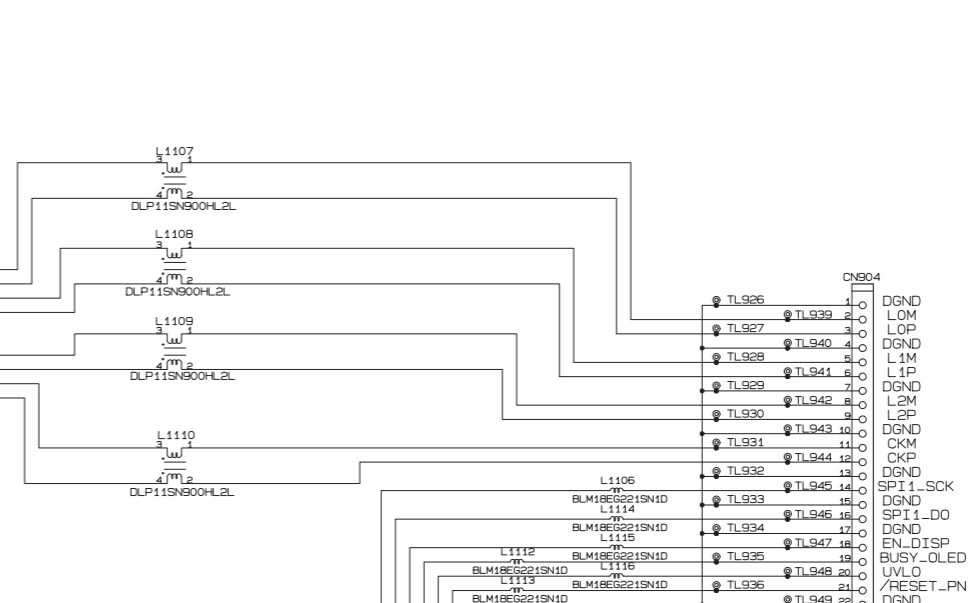 L1107
3 1
4 2
DLP11SN900HL2L
L1108
3 1
4 2
DLP11SN900HL2L
L1109
3 1
4 2
DLP11SN900HL2L
L1110
3 1
4 2
DLP11SN900HL2L
CN904
TL926 1 DGND
TL939 2 L0M
TL927 3 L0P
TL940 4 DGND
TL928 5 L1M
TL941 6 L1P
TL929 7 DGND
TL942 8 L2M
TL930 9 L2P
TL943 10 DGND
TL931 11 CKM
TL944 12 CKP
TL932 13 DGND
L1106 TL945 14 SPI1_SCK
BLM18EG221SN1D TL933 15 DGND
L1114 TL946 16 SPI1_DO
BLM18EG221SN1D TL934 17 DGND
L1115 TL947 18 EN_DISP
L1112 BLM18EG221SN1D TL935 19 BUSY_OLED
BLM18EG221SN1D L1116 TL948 20 UVLO
L1113 BLM18EG221SN1D TL936 21 /RESET_PN
BLM18EG221SN1D TL949 22 DGND